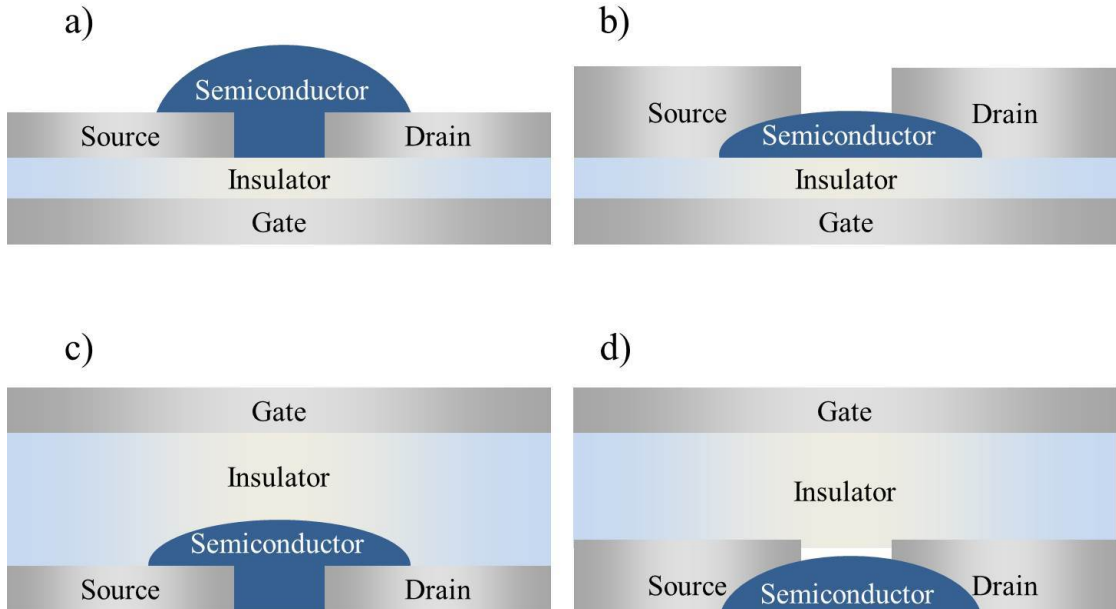 a)
Semiconductor
Source
Drain
Insulator
Gate
b)
Source
Drain
Semiconductor
Insulator
Gate
c)
Gate
Insulator
Semiconductor
Source
Drain
d)
Gate
Insulator
Source
Drain
Semiconductor